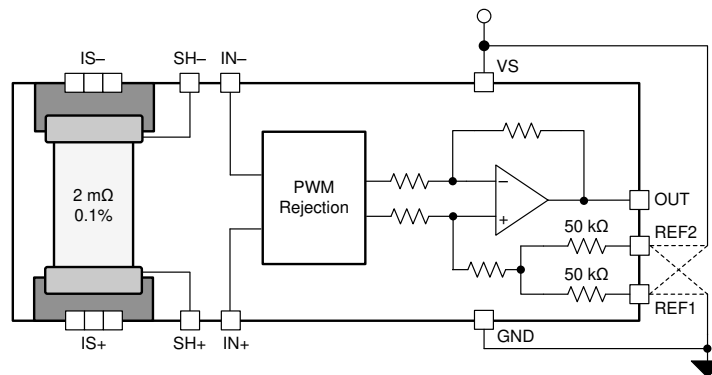 IS–
SH–
IN–
VS
2 mΩ
0.1%
PWM
Rejection
–
+
OUT
50 kΩ
REF2
50 kΩ
REF1
GND
IS+
SH+
IN+